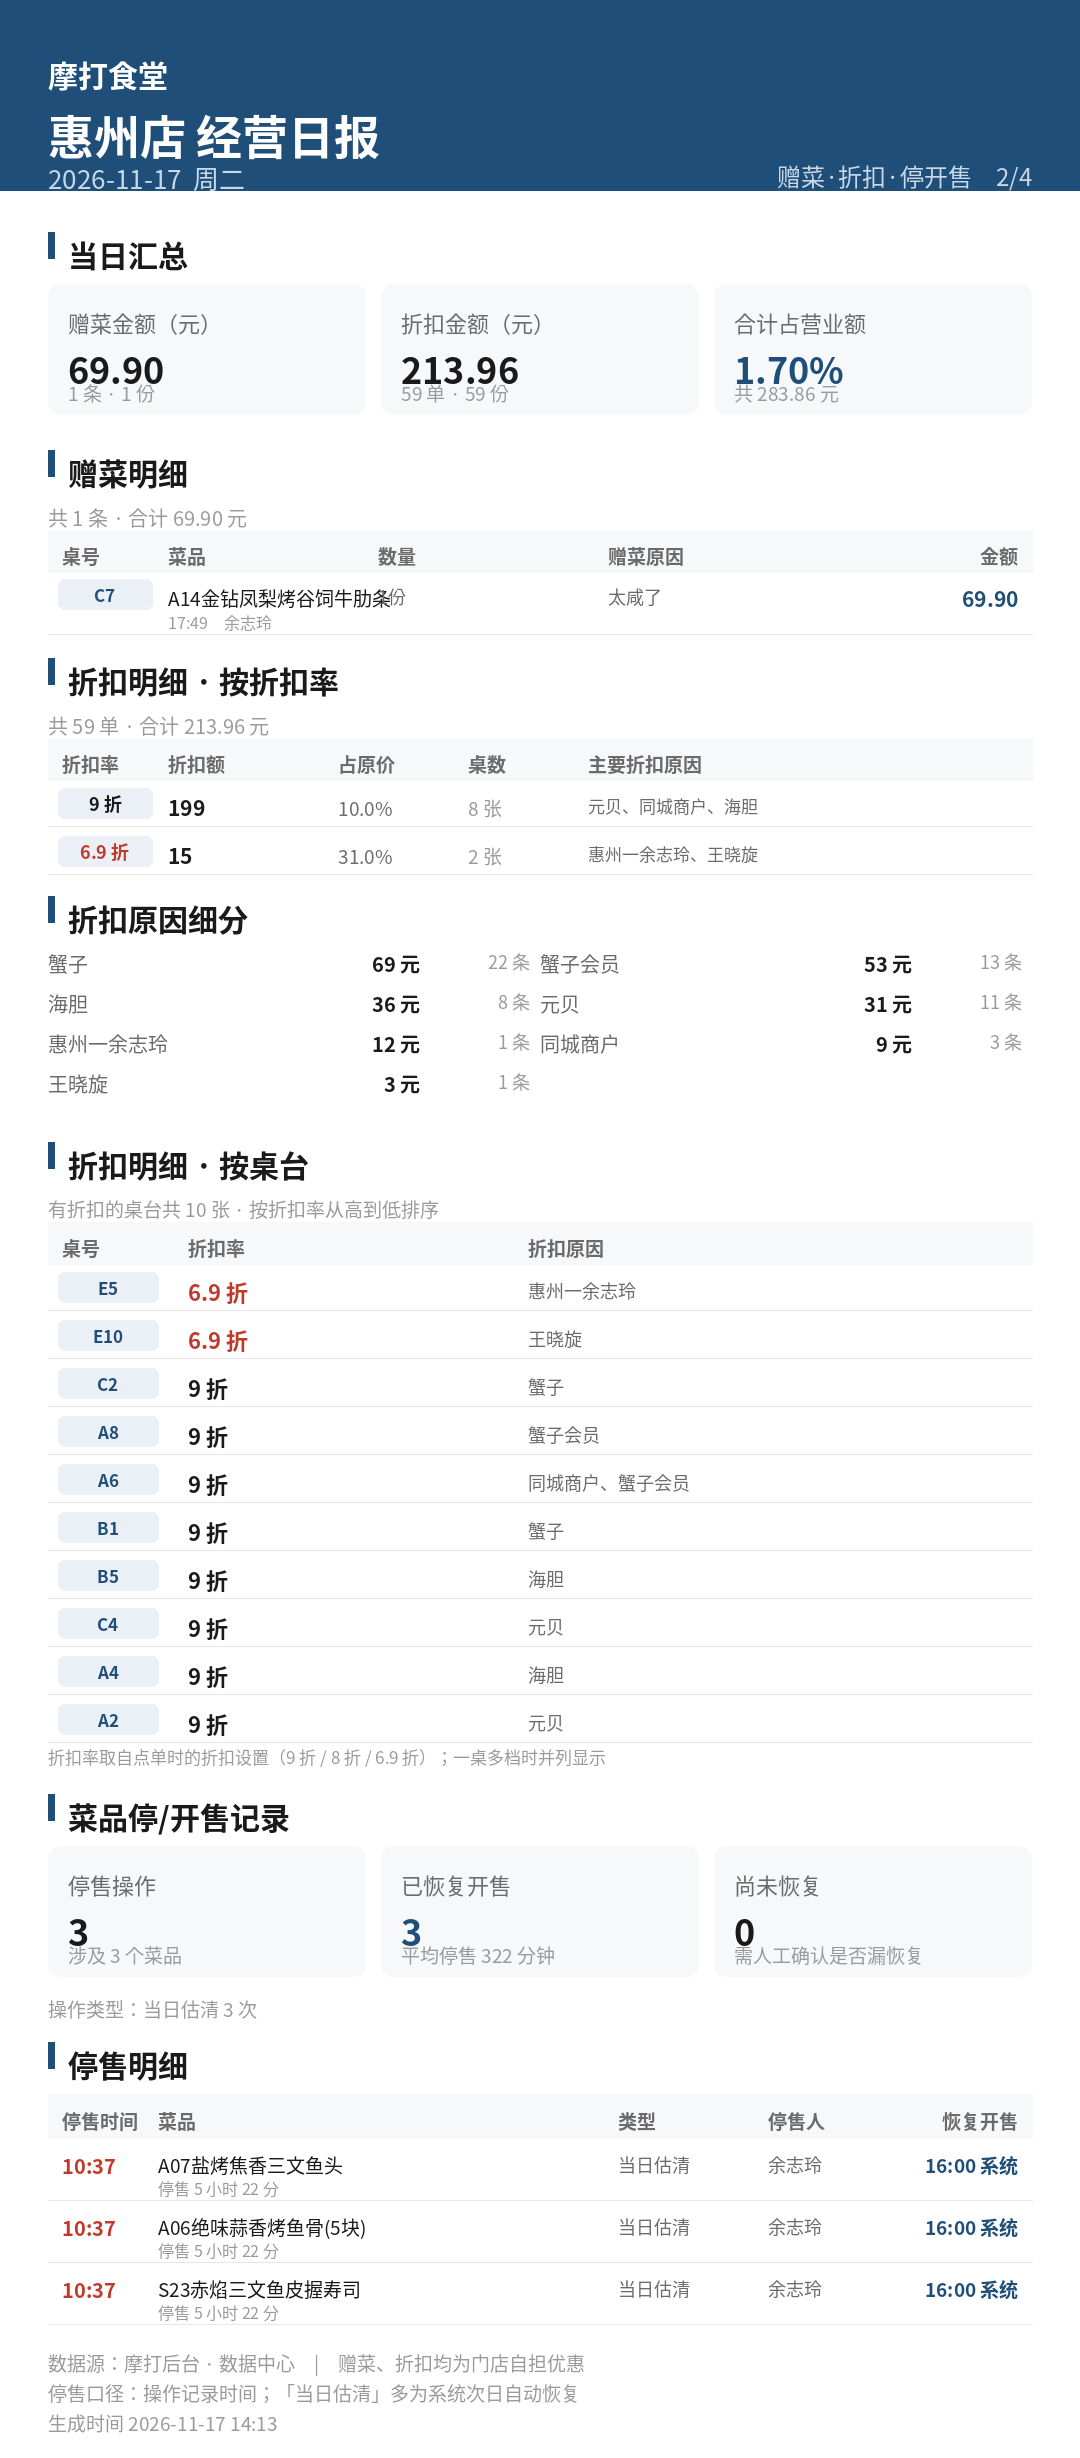 摩打食堂
惠州店 经营日报
2026-11-17 周二
赠菜·折扣·停开售 2/4
当日汇总
赠菜金额（元） 折扣金额（元） 合计占营业额
69.90 213.96 1.70%
1 条 · 1 份 59 单 · 59 份 共 283.86 元
赠菜明细
共 1 条 · 合计 69.90 元
桌号 菜品 数量 赠菜原因 金额
C7 A14金钻凤梨烤谷饲牛肋条 份 太咸了 69.90
17:49 余志玲
折扣明细 · 按折扣率
共 59 单 · 合计 213.96 元
折扣率 折扣额 占原价 桌数 主要折扣原因
9 折 199 10.0% 8 张 元贝、同城商户、海胆
6.9 折 15 31.0% 2 张 惠州一余志玲、王晓旋
折扣原因细分
蟹子 69 元 22 条 蟹子会员 53 元 13 条
海胆 36 元 8 条 元贝 31 元 11 条
惠州一余志玲 12 元 1 条 同城商户 9 元 3 条
王晓旋 3 元 1 条
折扣明细 · 按桌台
有折扣的桌台共 10 张 · 按折扣率从高到低排序
桌号 折扣率 折扣原因
E5 6.9 折 惠州一余志玲
E10 6.9 折 王晓旋
C2 9 折 蟹子
A8 9 折 蟹子会员
A6 9 折 同城商户、蟹子会员
B1 9 折 蟹子
B5 9 折 海胆
C4 9 折 元贝
A4 9 折 海胆
A2 9 折 元贝
折扣率取自点单时的折扣设置（9 折 / 8 折 / 6.9 折）；一桌多档时并列显示
菜品停/开售记录
停售操作 已恢复开售 尚未恢复
3 3 0
涉及 3 个菜品 平均停售 322 分钟 需人工确认是否漏恢复
操作类型：当日估清 3 次
停售明细
停售时间 菜品 类型 停售人 恢复开售
10:37 A07盐烤焦香三文鱼头 当日估清 余志玲 16:00 系统
停售 5 小时 22 分
10:37 A06绝味蒜香烤鱼骨(5块) 当日估清 余志玲 16:00 系统
停售 5 小时 22 分
10:37 S23赤焰三文鱼皮握寿司 当日估清 余志玲 16:00 系统
停售 5 小时 22 分
数据源：摩打后台 · 数据中心 | 赠菜、折扣均为门店自担优惠
停售口径：操作记录时间；「当日估清」多为系统次日自动恢复
生成时间 2026-11-17 14:13